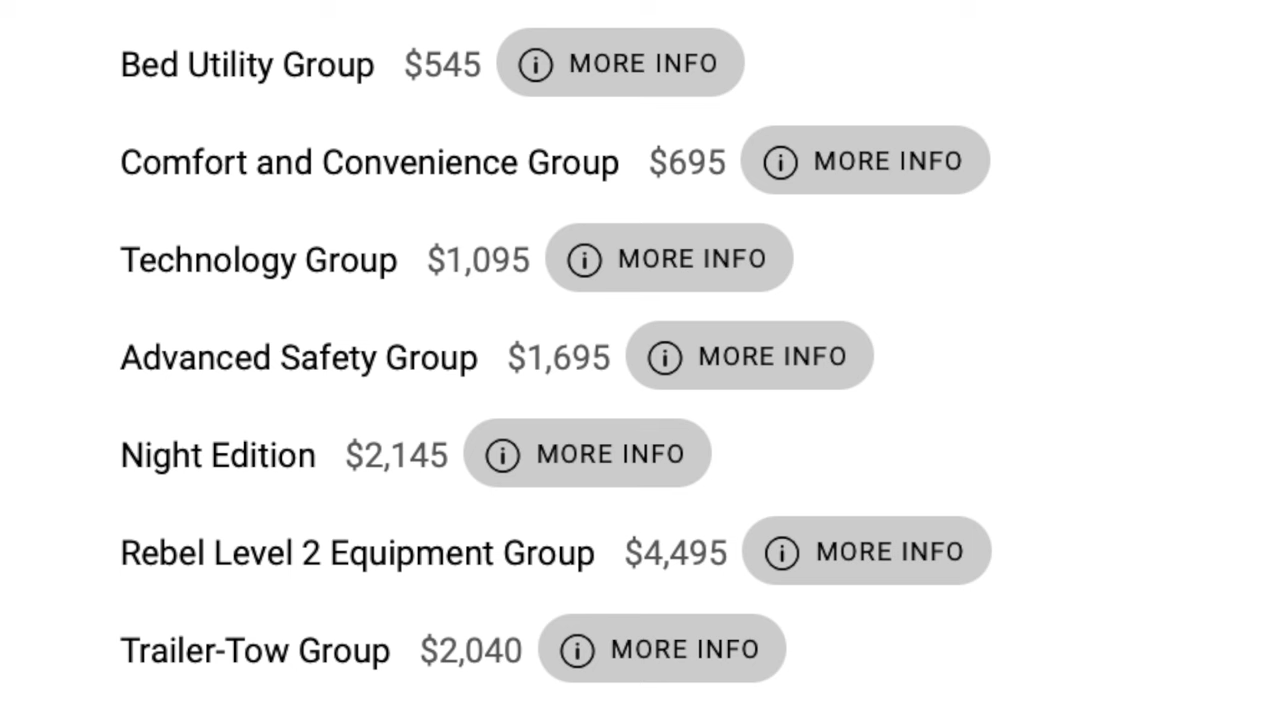 Bed Utility Group $545 MORE INFO
Comfort and Convenience Group $695 MORE INFO
Technology Group $1,095 MORE INFO
Advanced Safety Group $1,695 MORE INFO
Night Edition $2,145 MORE INFO
Rebel Level 2 Equipment Group $4,495 MORE INFO
Trailer-Tow Group $2,040 MORE INFO